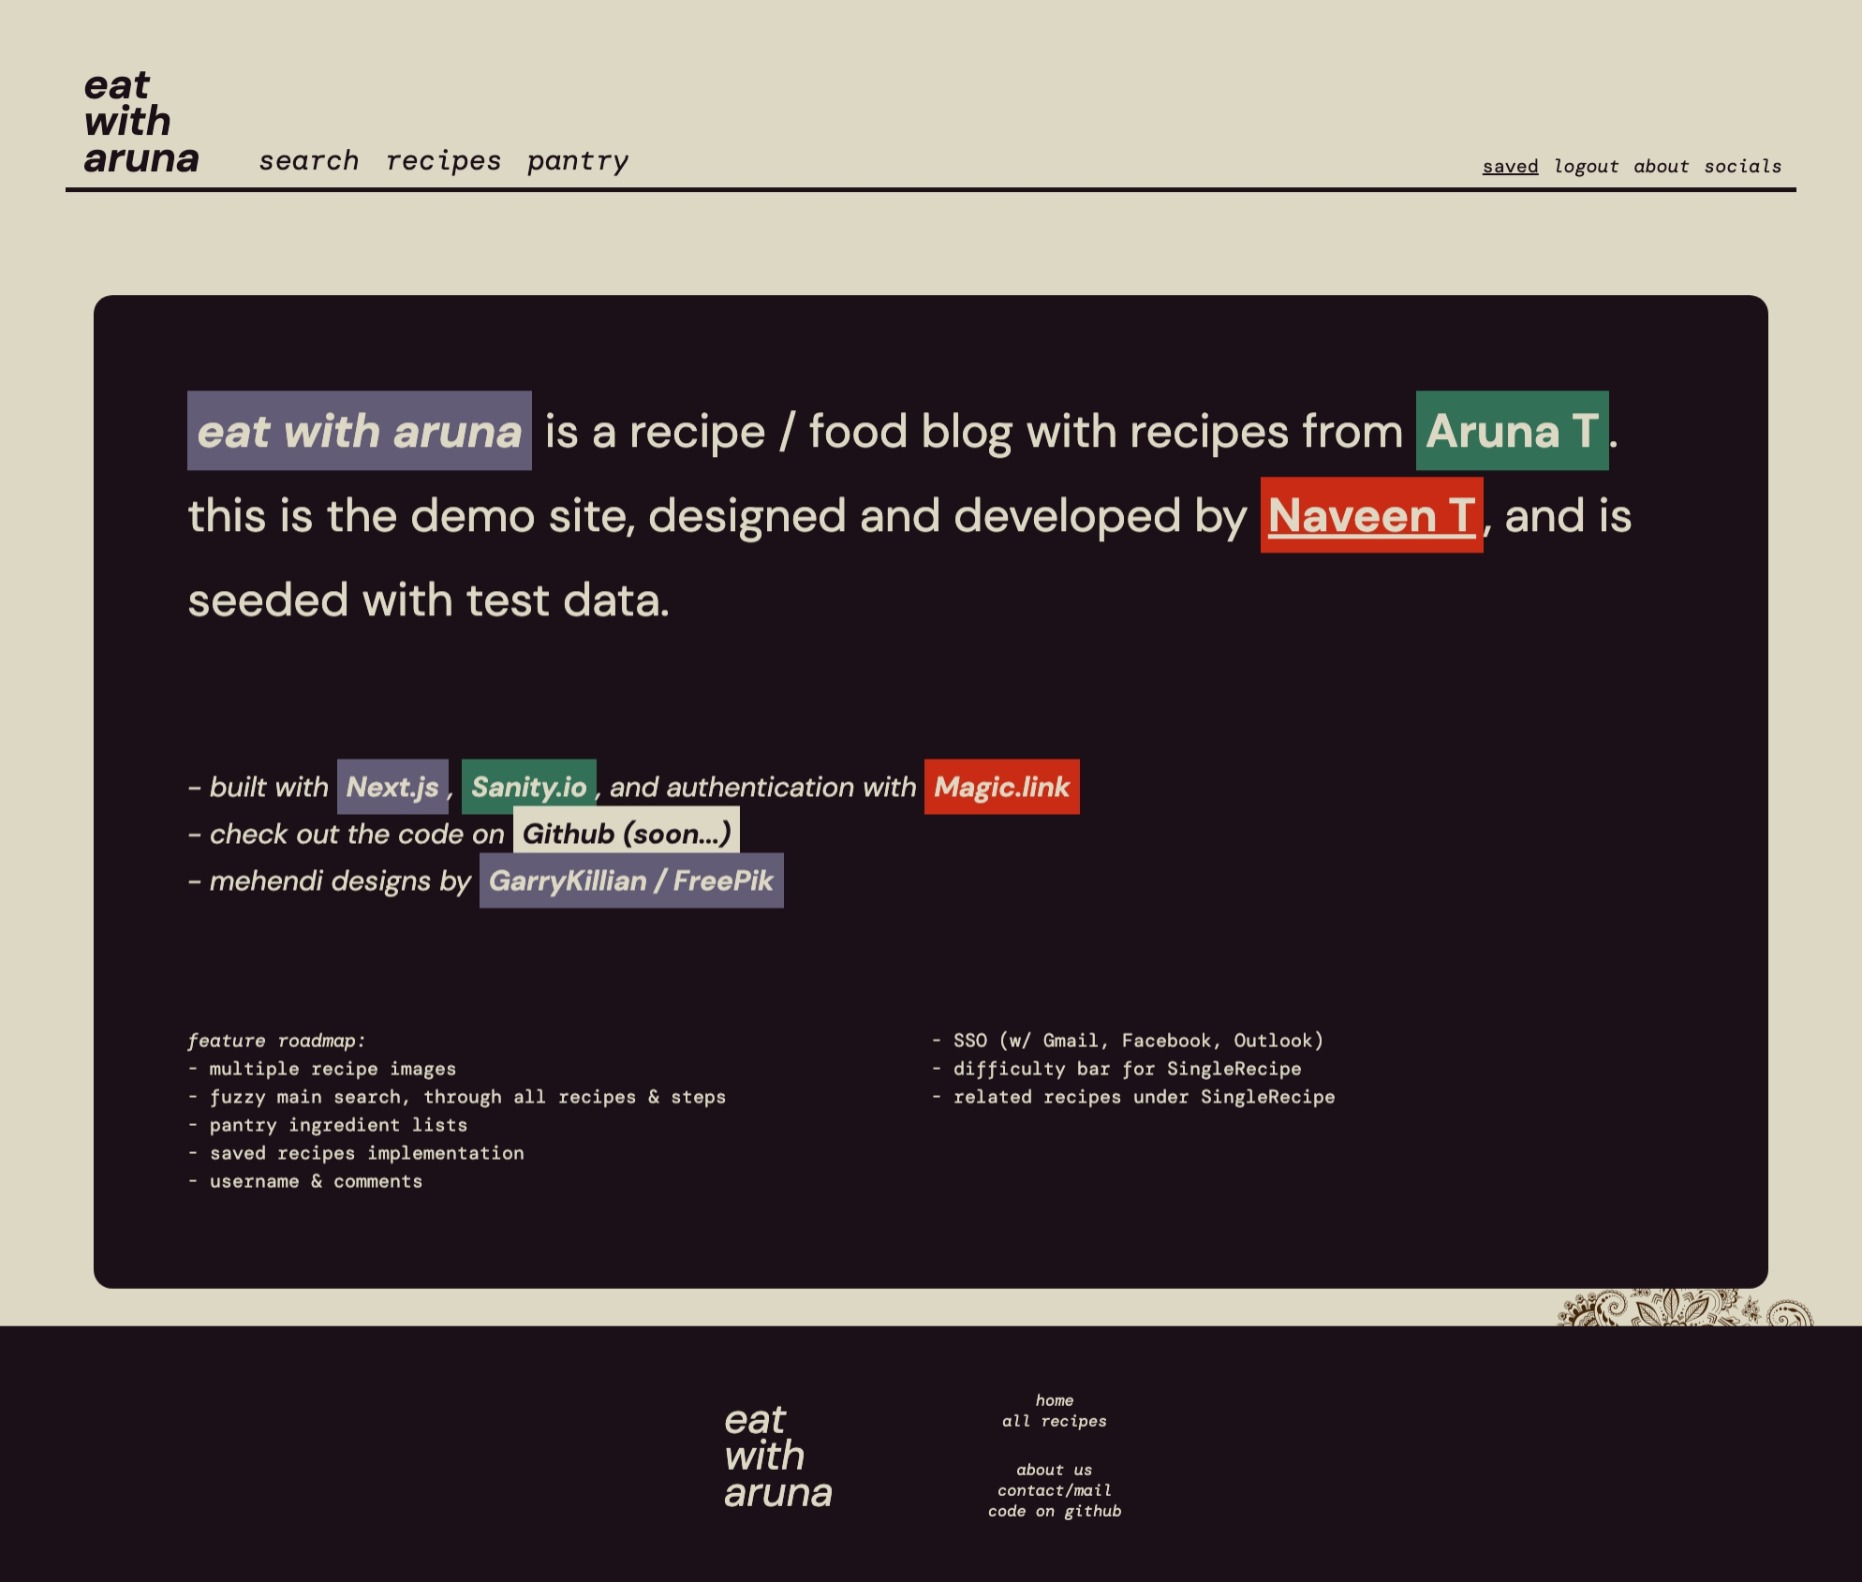 eat
with
aruna
search recipes pantry
saved logout about socials
eat with aruna is a recipe / food blog with recipes from Aruna T.
this is the demo site, designed and developed by Naveen T, and is
seeded with test data.
– built with Next.js, Sanity.io, and authentication with Magic.link
– check out the code on Github (soon...)
– mehendi designs by GarryKillian / FreePik
feature roadmap:
- multiple recipe images
- fuzzy main search, through all recipes & steps
- pantry ingredient lists
- saved recipes implementation
- username & comments
- SSO (w/ Gmail, Facebook, Outlook)
- difficulty bar for SingleRecipe
- related recipes under SingleRecipe
eat
with
aruna
home
all recipes
about us
contact/mail
code on github